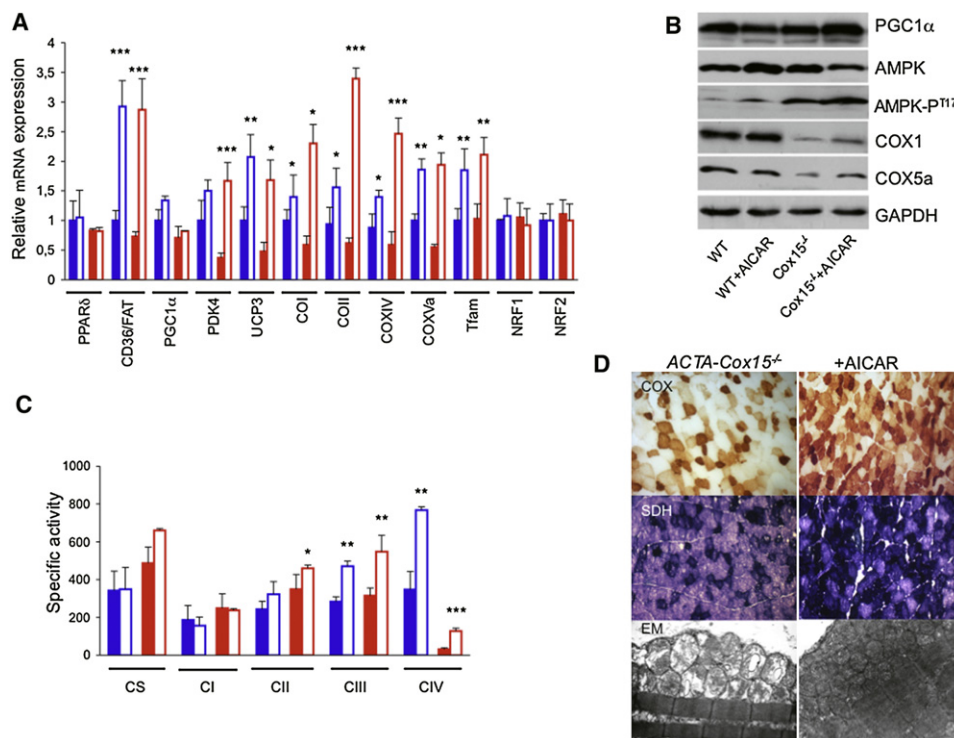 A
Relative mRNA expression
4
3,5
3
2,5
2
1,5
1
0,5
0
***
***
***
**
*
*
*
**
***
*
***
**
*
**
**
PPARδ
CD36/FAT
PGC1α
PDK4
UCP3
COI
COII
COXIV
COXVa
Tfam
NRF1
NRF2
B
PGC1α
AMPK
AMPK-P^T17
COX1
COX5a
GAPDH
WT
WT+AICAR
Cox15-/-
Cox15-/-+AICAR
C
Specific activity
1000
800
600
400
200
0
*
**
**
**
***
CS
CI
CII
CIII
CIV
D
ACTA-Cox15-/-
+AICAR
COX
SDH
EM